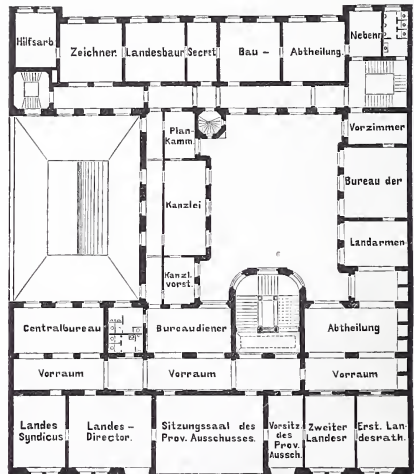 Hilfsarb
Zeichner.
Landesbaur
Secret
Bau -
Abtheilung
Nebenr
Plan-
Kamm.
Vorzimmer
Bureau der
Kanzlei
Landarmen
Kanzl.
vorst.
Centralbureau
Bureaudiener
Abtheilung
Vorraum
Vorraum
Vorraum
Landes
Syndicus
Landes -
Director.
Sitzungssaal des
Prov. Ausschusses.
Vorsitz.
des
Prov.
Aussch.
Zweiter
Landesr
Erst. Lan-
desrath.